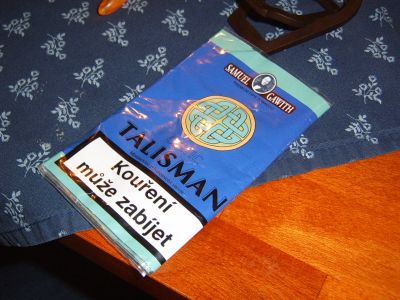 SAMUEL GAWITH
TALISMAN
Kouření
může zabíjet